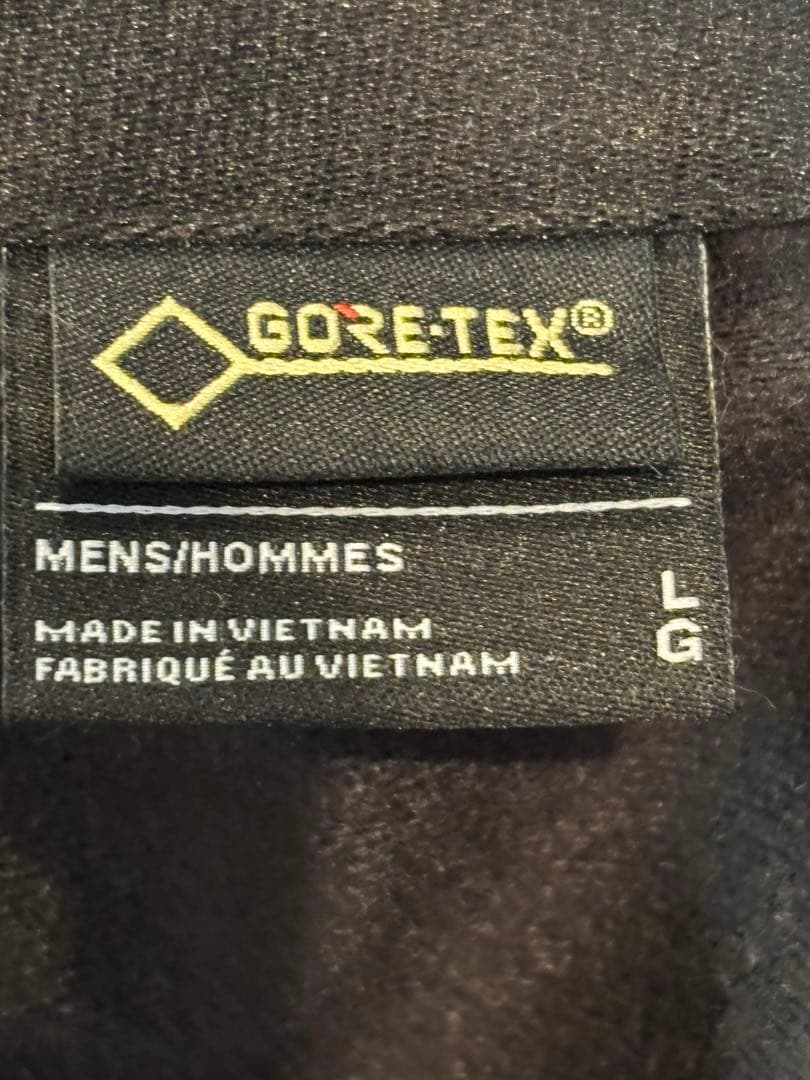 GORE-TEX®
MENS/HOMMES
L
G
MADE IN VIETNAM
FABRIQUÉ AU VIETNAM